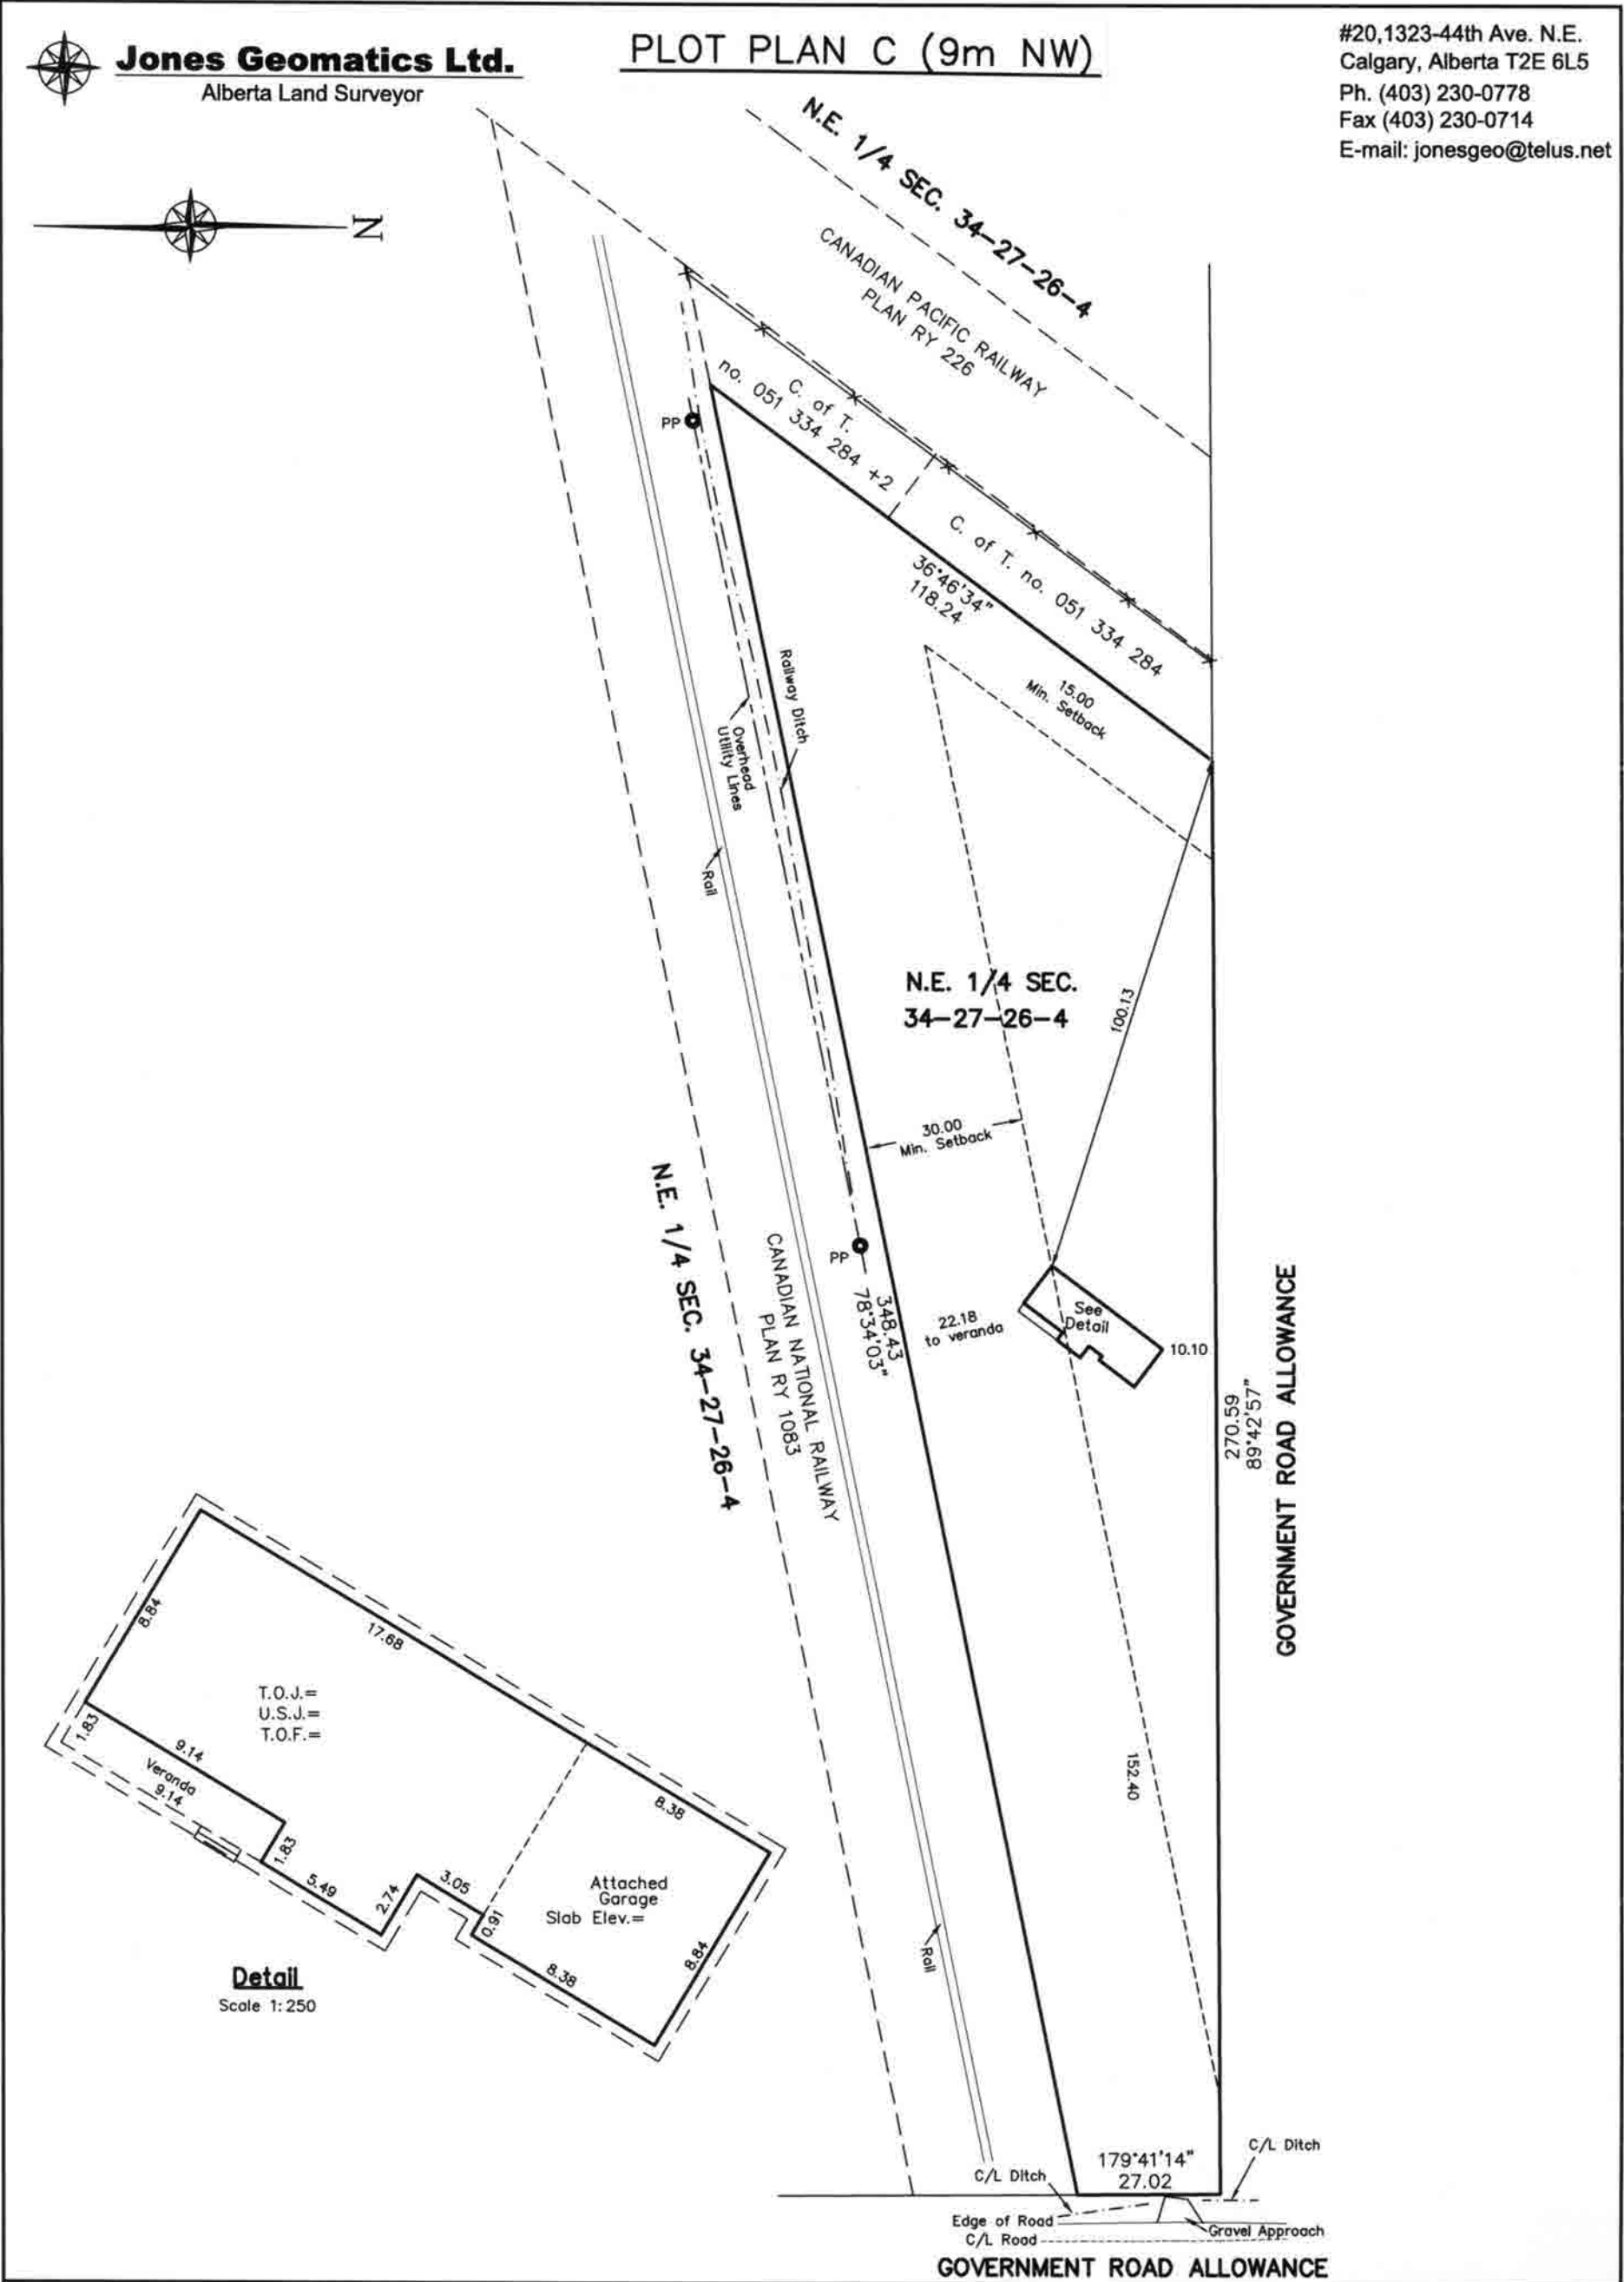 Jones Geomatics Ltd.
Alberta Land Surveyor
PLOT PLAN C (9m NW)
#20,1323-44th Ave. N.E.
Calgary, Alberta T2E 6L5
Ph. (403) 230-0778
Fax (403) 230-0714
E-mail: jonesgeo@telus.net
N
N.E. 1/4 SEC. 34-27-26-4
CANADIAN PACIFIC RAILWAY
PLAN RY 226
C. of T.
no. 051 334 284 +2
PP
C. of T. no. 051 334 284
36°46'34"
118.24
15.00
Min. Setback
Railway Ditch
Overhead
Utility Lines
Rail
N.E. 1/4 SEC.
34-27-26-4
100.13
30.00
Min. Setback
N.E. 1/4 SEC. 34-27-26-4
CANADIAN NATIONAL RAILWAY
PLAN RY 1083
PP
348.43
78°34'03"
22.18
to veranda
See
Detail
10.10
270.59
89°42'57"
GOVERNMENT ROAD ALLOWANCE
8.84
17.68
T.O.J.=
U.S.J.=
T.O.F.=
1.83
9.14
Veranda
9.14
1.83
5.49
2.74
3.05
0.91
8.38
Attached
Garage
Slab Elev.=
8.38
8.84
Detail
Scale 1:250
152.40
Rail
179°41'14"
27.02
C/L Ditch
C/L Ditch
Edge of Road
C/L Road
Gravel Approach
GOVERNMENT ROAD ALLOWANCE